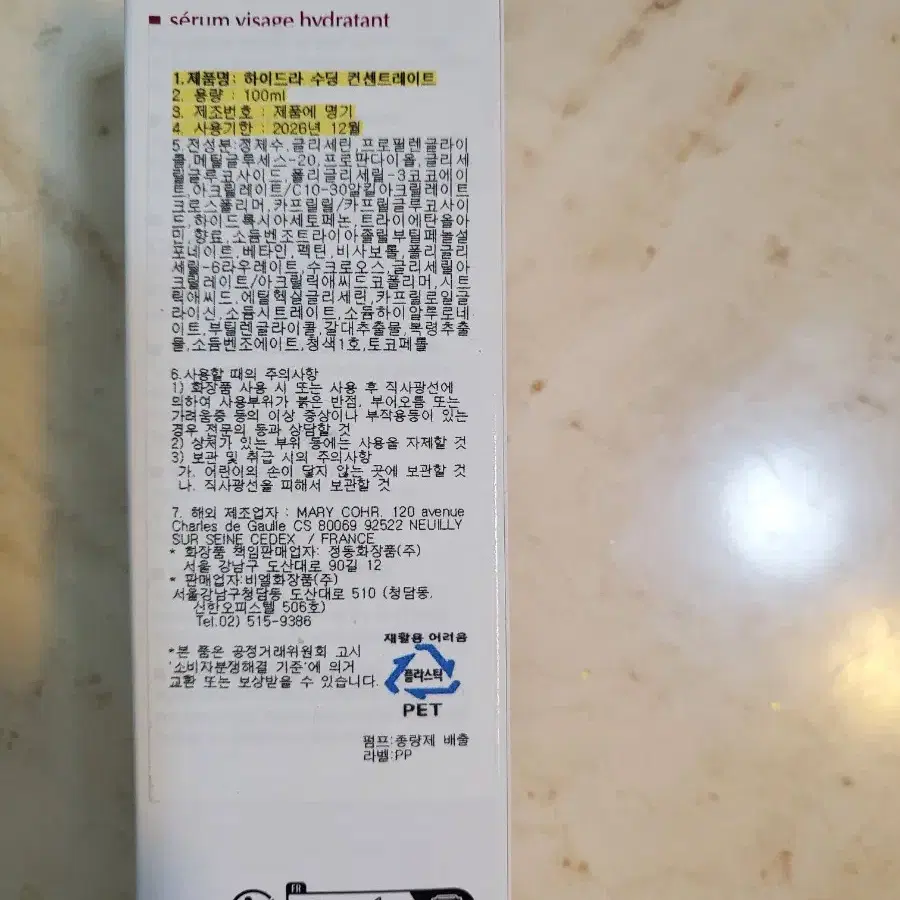 sérum visage hydratant
1.제품명: 하이드라 수딩 컨센트레이트
2. 용량 : 100ml
3. 제조번호 : 제품에 명기
4. 사용기한 : 2026년 12월
5.전성분:정제수,글리세린,프로필렌글라이
콜,메틸글루세스-20,프로판다이올,글리세
릴글루코사이드,폴리글리세릴-3코코에이
트,아크릴레이트/C10-30알킬아크릴레이트
크로스폴리머,카프릴릴/카프릴글루코사이
드,하이드록시아세토페논,트라이에탄올아
민,향료,소듐벤조트라이아졸릴부틸페놀설
포네이트,베타인,펙틴,비사보롤,폴리글리
세릴-6라우레이트,수크로오스,글리세릴아
크릴레이트/아크릴릭애씨드코폴리머,시트
릭애씨드,에틸헥실글리세린,카프릴로일글
라이신,소듐시트레이트,소듐하이알루로네
이트,부틸렌글라이콜,갈대추출물,복령추출
물,소듐벤조에이트,청색1호,토코페롤
6.사용할 때의 주의사항
1) 화장품 사용 시 또는 사용 후 직사광선에
의하여 사용부위가 붉은 반점, 부어오름 또는
가려움증 등의 이상 증상이나 부작용등이 있는
경우 전문의 등과 상담할 것
2) 상처가 있는 부위 등에는 사용을 자제할 것
3) 보관 및 취급 시의 주의사항
가. 어린이의 손이 닿지 않는 곳에 보관할 것
나. 직사광선을 피해서 보관할 것
7. 해외 제조업자 : MARY COHR. 120 avenue
Charles de Gaulle CS 80069 92522 NEUILLY
SUR SEINE CEDEX / FRANCE
* 화장품 책임판매업자: 정동화장품(주)
서울 강남구 도산대로 90길 12
* 판매업자:비엘화장품(주)
서울강남구청담동 도산대로 510 (청담동,
신한오피스텔 506호)
Tel.02) 515-9386
*본 품은 공정거래위원회 고시
'소비자분쟁해결 기준'에 의거
교환 또는 보상받을 수 있습니다.
재활용 어려움
플라스틱
PET
펌프:종량제 배출
라벨:PP
FR